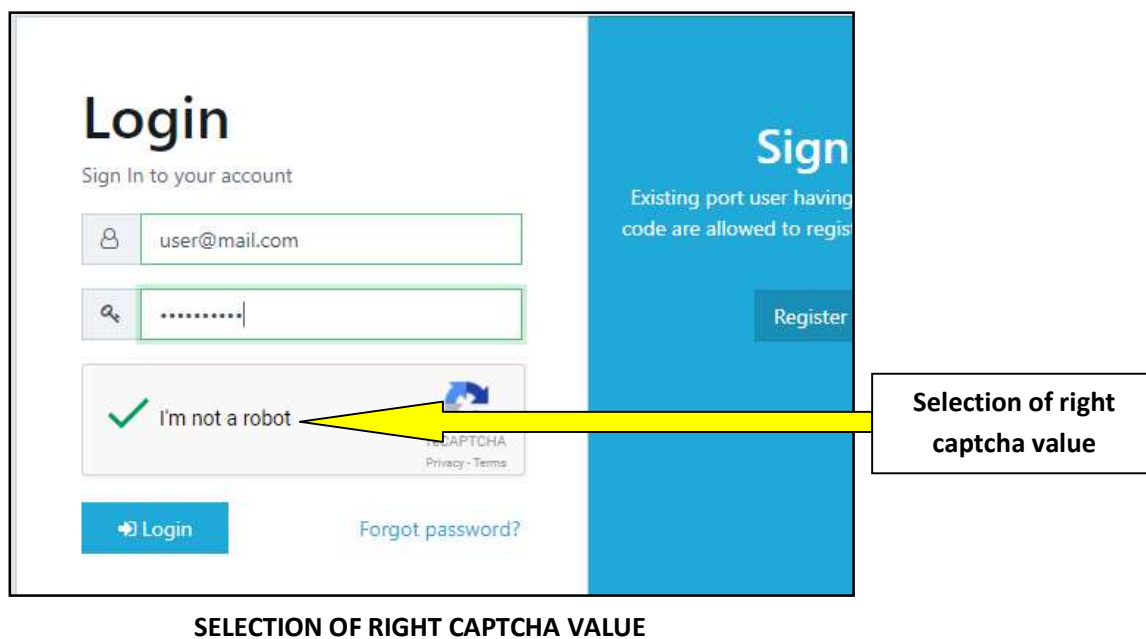 Login
Sign In to your account
user@mail.com
I'm not a robot
reCAPTCHA
Privacy - Terms
Login
Forgot password?
Sign
Existing port user having
code are allowed to regis
Register
Selection of right
captcha value
SELECTION OF RIGHT CAPTCHA VALUE